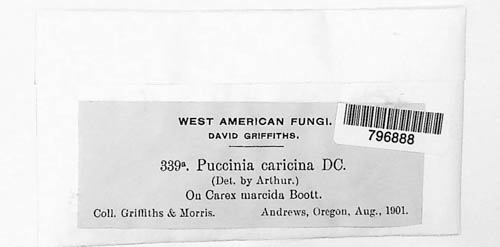 WEST AMERICAN FUNGI.
DAVID GRIFFITHS.
796888
339ª. Puccinia caricina DC.
(Det. by Arthur.)
On Carex marcida Boott.
Coll. Griffiths & Morris. Andrews, Oregon, Aug., 1901.